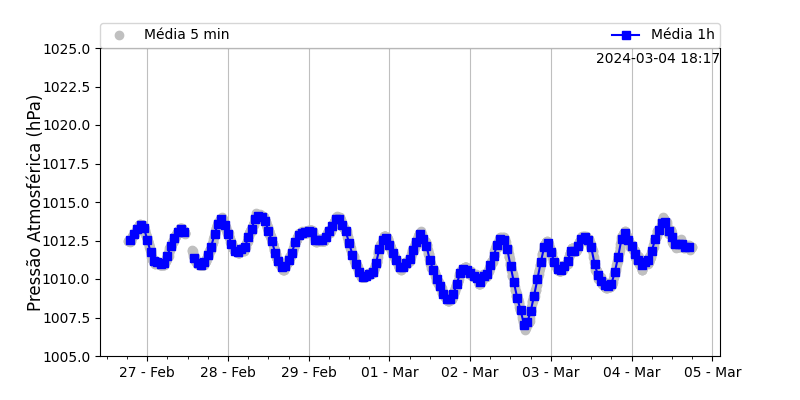 Média 5 min
Média 1h
2024-03-04 18:17
Pressão Atmosférica (hPa)
1025.0
1022.5
1020.0
1017.5
1015.0
1012.5
1010.0
1007.5
1005.0
27 - Feb
28 - Feb
29 - Feb
01 - Mar
02 - Mar
03 - Mar
04 - Mar
05 - Mar